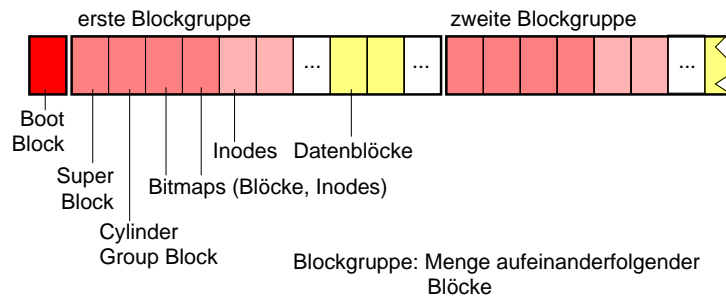 erste Blockgruppe
zweite Blockgruppe
...
...
...
Boot
Block
Inodes
Datenblöcke
Super
Block
Bitmaps (Blöcke, Inodes)
Cylinder
Group Block
Blockgruppe: Menge aufeinanderfolgender
Blöcke